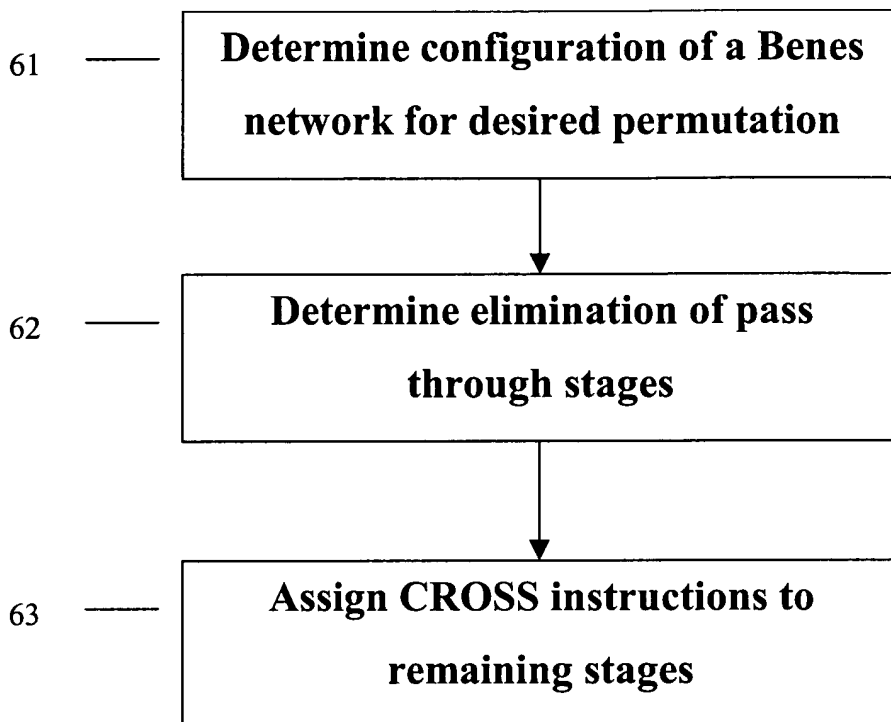 61
Determine configuration of a Benes
network for desired permutation
62
Determine elimination of pass
through stages
63
Assign CROSS instructions to
remaining stages